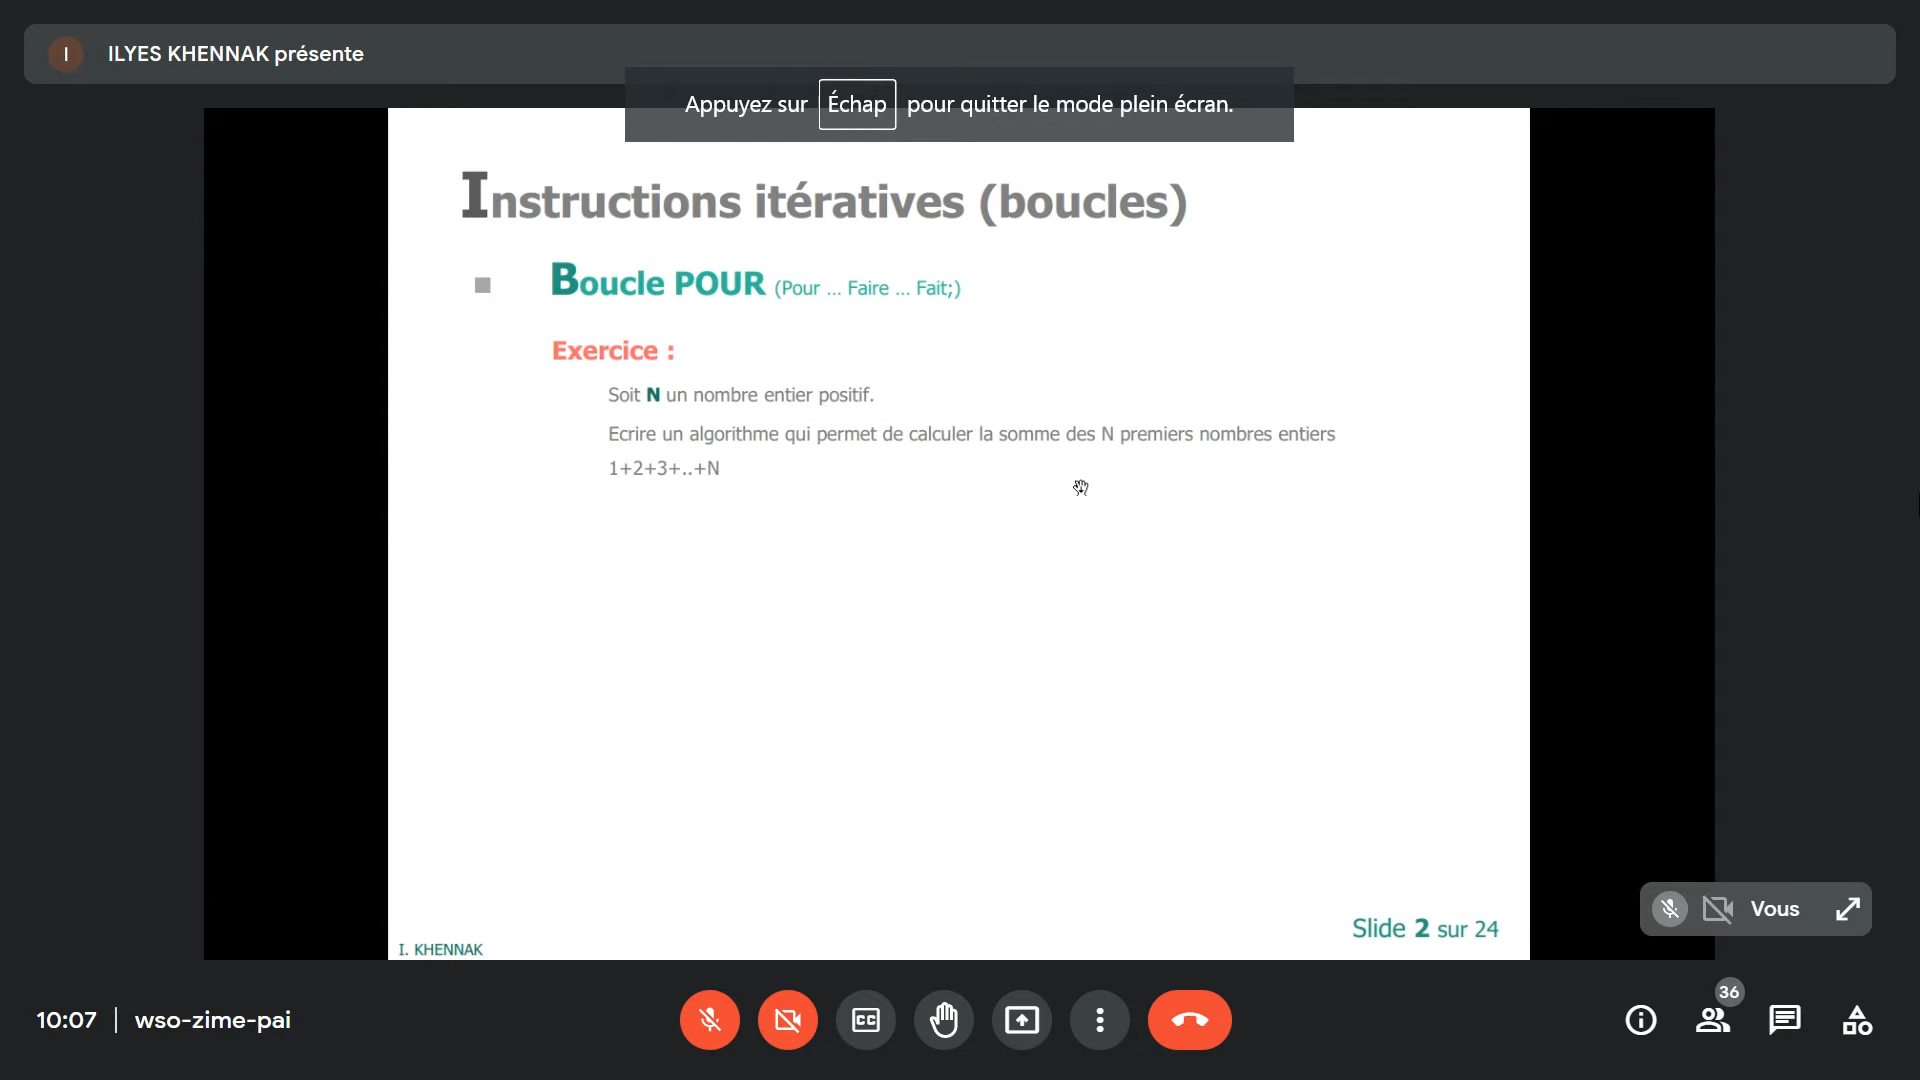 I
ILYES KHENNAK présente
Appuyez sur Échap pour quitter le mode plein écran.
Instructions itératives (boucles)
Boucle POUR (Pour ... Faire ... Fait;)
Exercice :
Soit N un nombre entier positif.
Ecrire un algorithme qui permet de calculer la somme des N premiers nombres entiers
1+2+3+..+N
Vous
Slide 2 sur 24
I. KHENNAK
10:07 | wso-zime-pai
CC
36